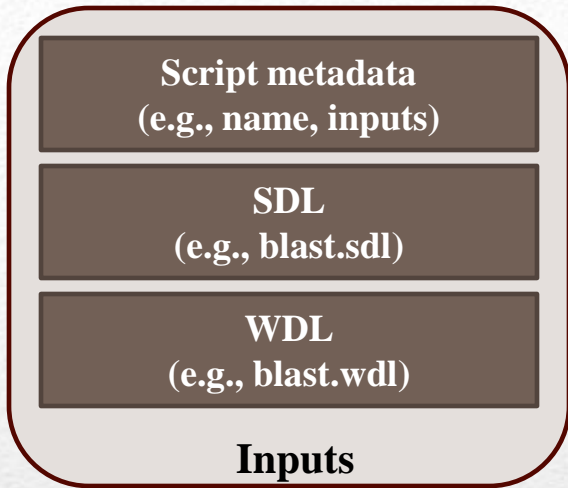 Script metadata
(e.g., name, inputs)
SDL
(e.g., blast.sdl)
WDL
(e.g., blast.wdl)
Inputs